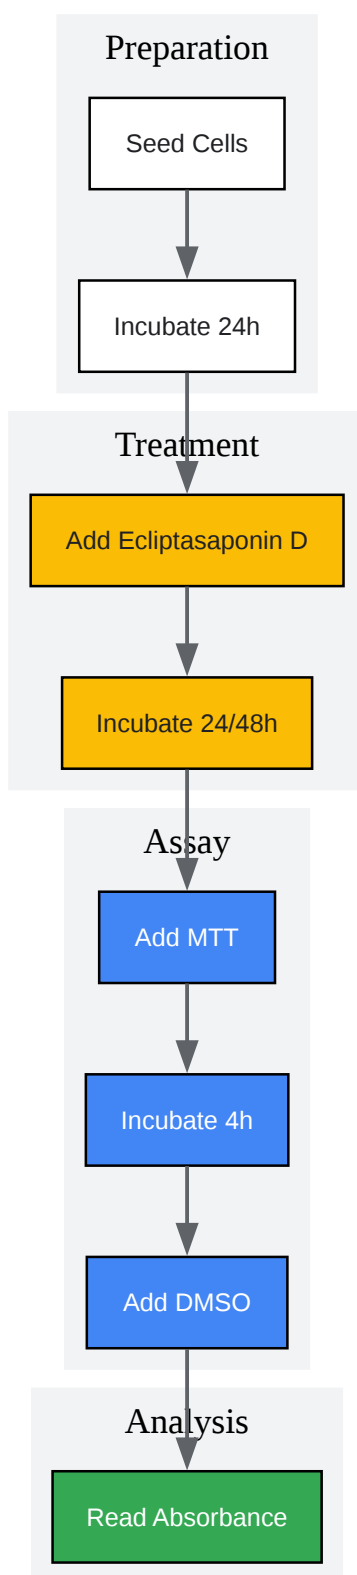 Preparation
Seed Cells
Incubate 24h
Treatment
Add Ecliptasaponin D
Incubate 24/48h
Assay
Add MTT
Incubate 4h
Add DMSO
Analysis
Read Absorbance